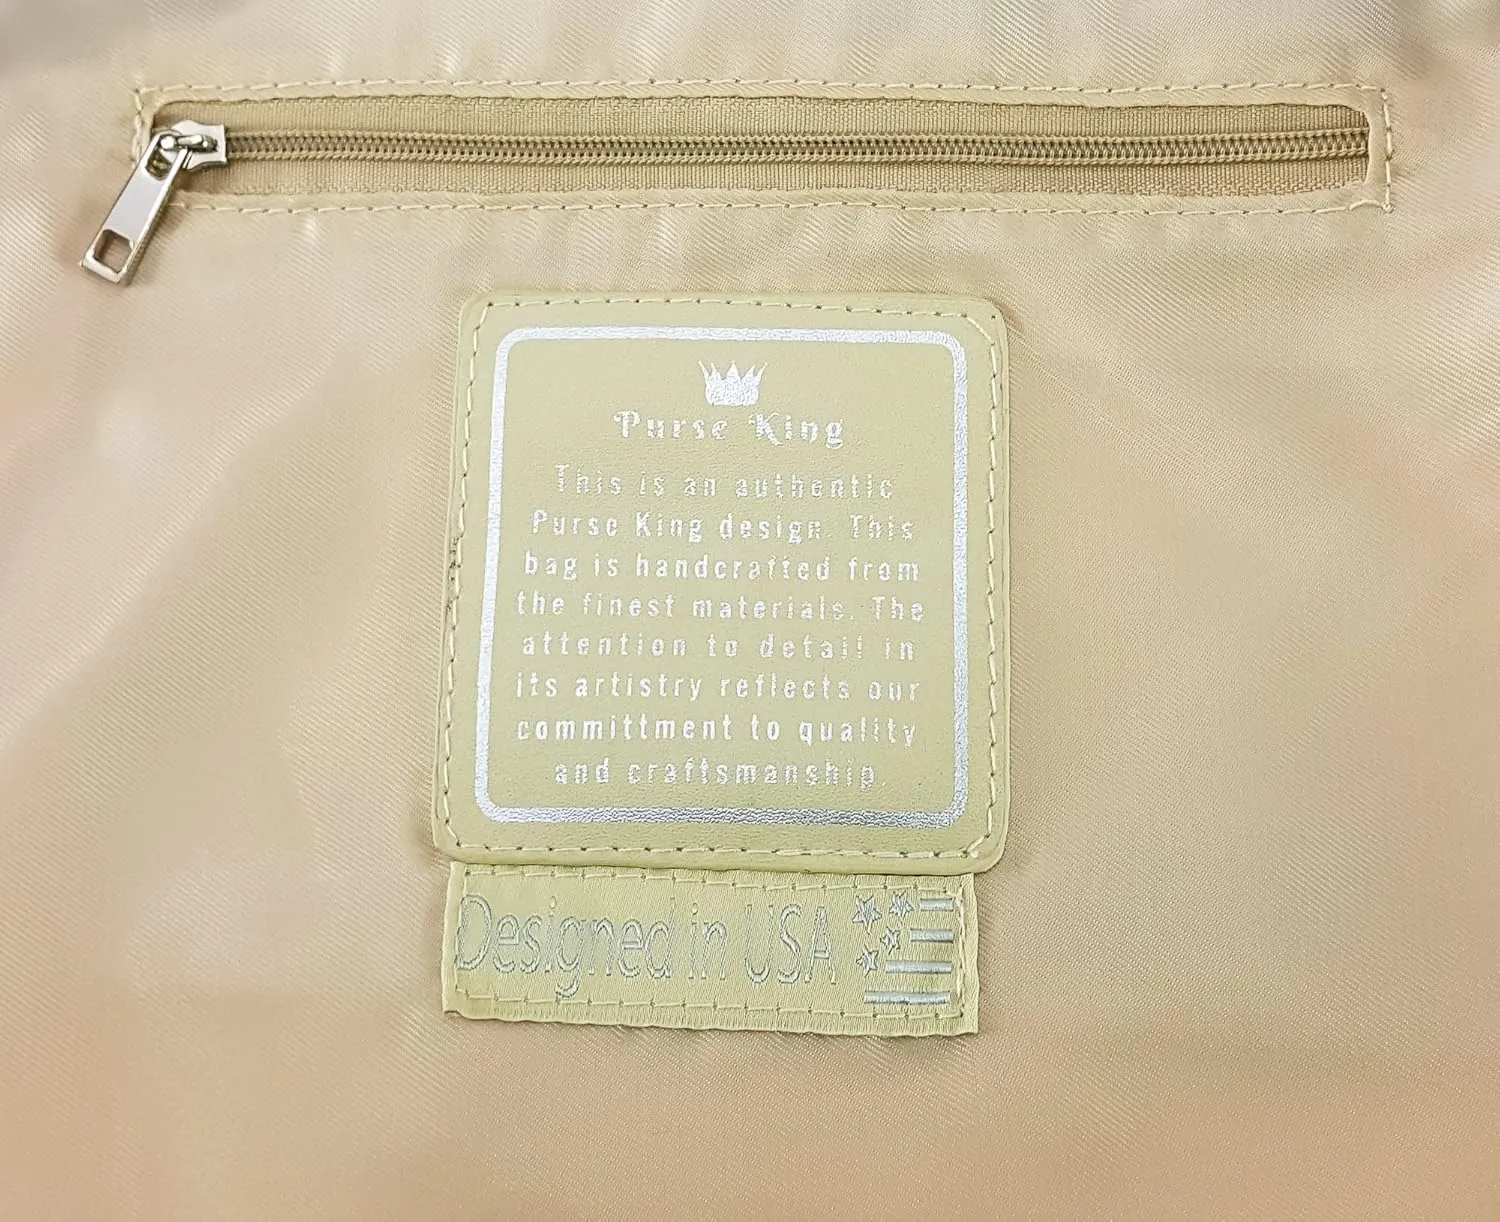 Purse King
This is an authentic
Purse King design. This
bag is handcrafted from
the finest materials. The
attention to detail in
its artistry reflects our
committment to quality
and craftsmanship.
Designed in USA